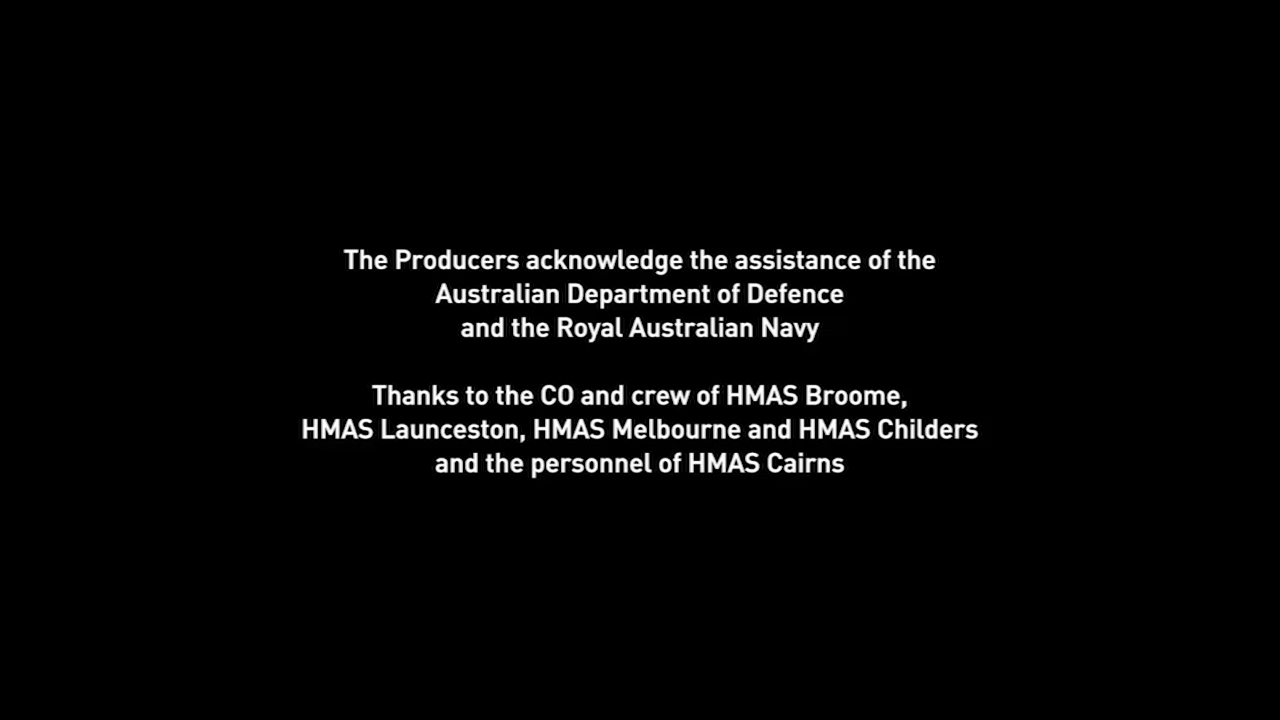 The Producers acknowledge the assistance of the
Australian Department of Defence
and the Royal Australian Navy
Thanks to the CO and crew of HMAS Broome,
HMAS Launceston, HMAS Melbourne and HMAS Childers
and the personnel of HMAS Cairns